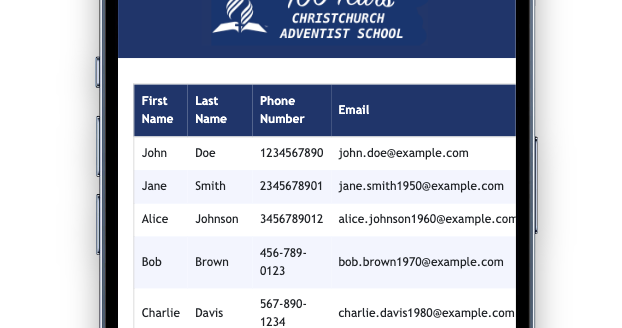 100 Years
CHRISTCHURCH
ADVENTIST SCHOOL
First Name Last Name Phone Number Email
John Doe 1234567890 john.doe@example.com
Jane Smith 2345678901 jane.smith1950@example.com
Alice Johnson 3456789012 alice.johnson1960@example.com
Bob Brown 456-789-0123 bob.brown1970@example.com
Charlie Davis 567-890-1234 charlie.davis1980@example.com